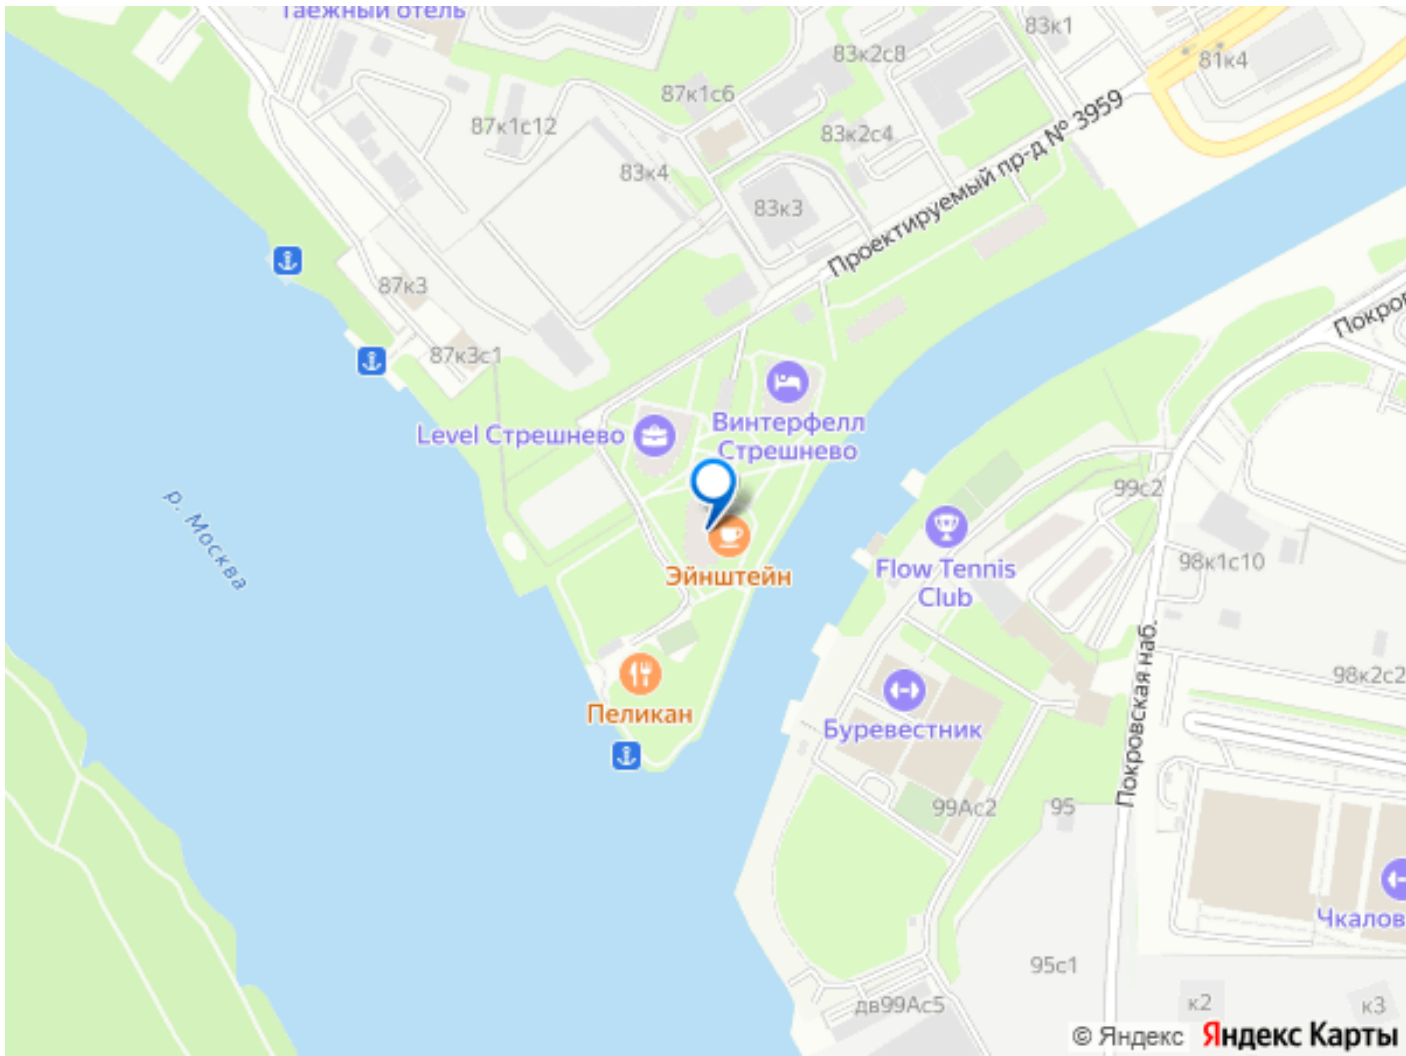 Таёжный отель
83к1
83к2с8
81к4
87к1с6
87к1с12
83к2с4
Проектируемый пр-д № 3959
83к4
83к3
87к3
Покров
87к3с1
Винтерфелл
Стрешнево
Level Стрешнево
99с2
р. Москва
98к1с10
Эйнштейн
Flow Tennis
Club
98к2с2
Покровская наб.
Пеликан
Буревестник
99Ас2
95
Чкалов
95с1
дв99Ас5
к2
к3
© Яндекс
Яндекс Карты